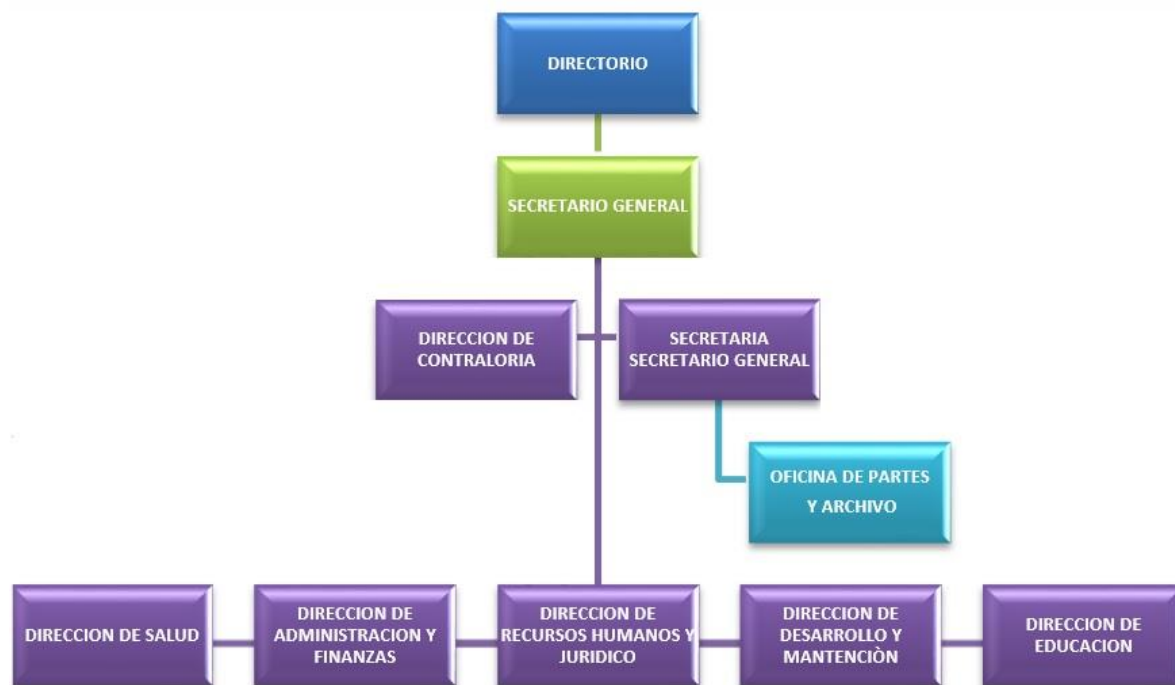 DIRECTORIO
SECRETARIO GENERAL
DIRECCION DE
CONTRALORIA
SECRETARIA
SECRETARIO GENERAL
OFICINA DE PARTES
Y ARCHIVO
DIRECCION DE SALUD
DIRECCION DE
ADMINISTRACION Y
FINANZAS
DIRECCION DE
RECURSOS HUMANOS Y
JURIDICO
DIRECCION DE
DESARROLLO Y
MANTENCIÒN
DIRECCION DE
EDUCACION